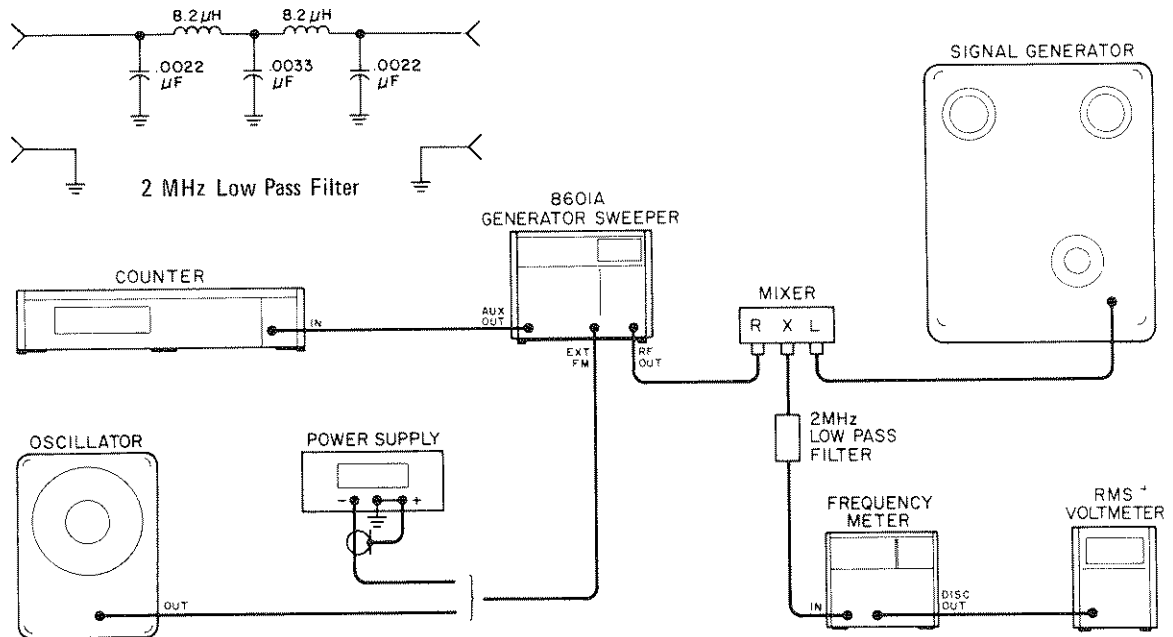 8.2 µH
8.2 µH
.0022
µF
.0033
µF
.0022
µF
2 MHz Low Pass Filter
SIGNAL GENERATOR
8601A
GENERATOR SWEEPER
COUNTER
IN
AUX
OUT
EXT
FM
RF
OUT
MIXER
R X L
2MHz
LOW PASS
FILTER
OSCILLATOR
OUT
POWER SUPPLY
- +
FREQUENCY
METER
IN
DISC
OUT
RMS
VOLTMETER